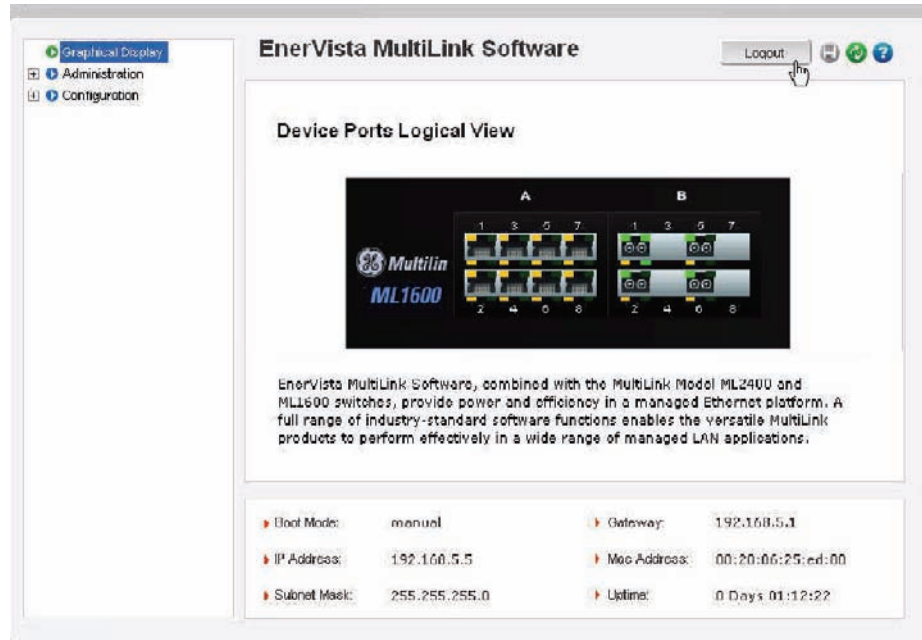 Graphical Display
Administration
Configuration
EnerVista MultiLink Software
Logout
?
Device Ports Logical View
A
B
1 3 5 7
1 3 5 7
Multilin
ML1600
2 4 6 8
2 4 6 8
EnerVista MultiLink Software, combined with the MultiLink Model ML2400 and
ML1600 switches, provide power and efficiency in a managed Ethernet platform. A
full range of industry-standard software functions enables the versatile MultiLink
products to perform effectively in a wide range of managed LAN applications.
Boot Mode: manual
Gateway: 192.168.5.1
IP Address: 192.168.5.5
Mac Address: 00:20:06:25:ed:00
Subnet Mask: 255.255.255.0
Uptime: 0 Days 01:12:22